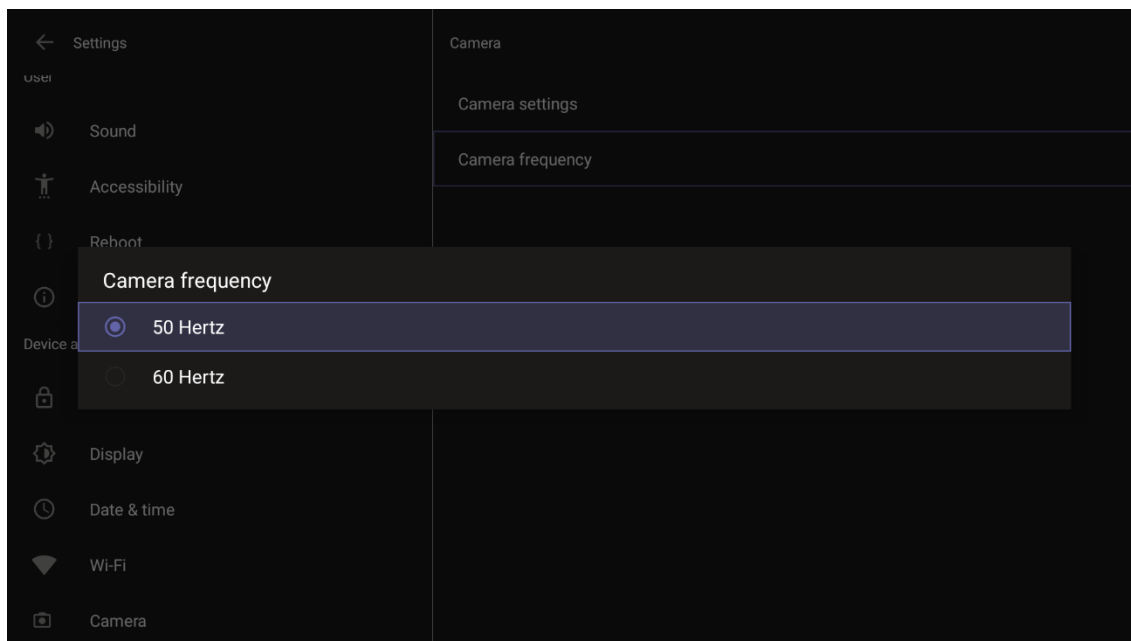 Settings
User
Sound
Accessibility
Reboot
Device a
Display
Date & time
Wi-Fi
Camera
Camera
Camera settings
Camera frequency
Camera frequency
50 Hertz
60 Hertz